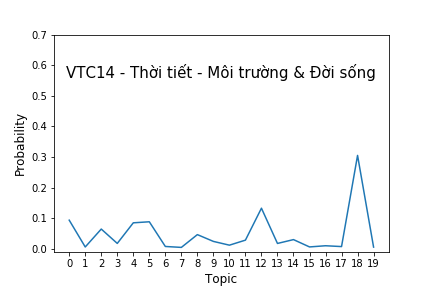 VTC14 - Thời tiết - Môi trường & Đời sống
0.7
0.6
0.5
0.4
0.3
0.2
0.1
0.0
Probability
0 1 2 3 4 5 6 7 8 9 10 11 12 13 14 15 16 17 18 19
Topic